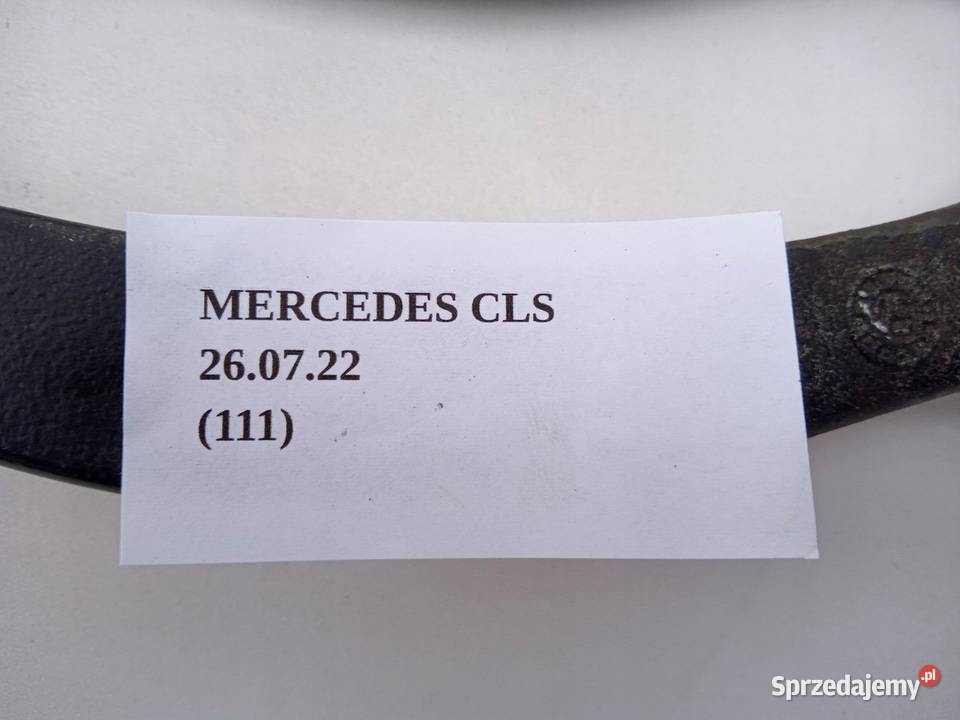 MERCEDES CLS
26.07.22
(111)
Sprzedajemy.pl